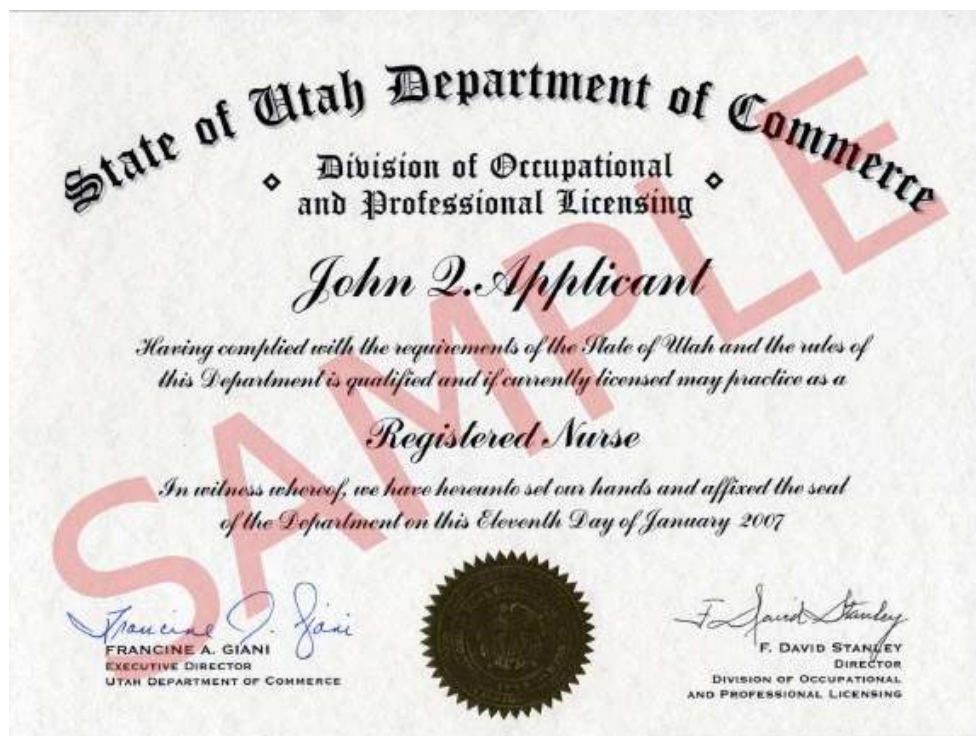 State of Utah Department of Commerce
Division of Occupational
and Professional Licensing
John Q. Applicant
Having complied with the requirements of the State of Utah and the rules of
this Department is qualified and if currently licensed may practice as a
Registered Nurse
In witness whereof, we have hereunto set our hands and affixed the seal
of the Department on this Eleventh Day of January 2007
SAMPLE
FRANCINE A. GIANI
EXECUTIVE DIRECTOR
UTAH DEPARTMENT OF COMMERCE
F. David Stanley
F. DAVID STANLEY
DIRECTOR
DIVISION OF OCCUPATIONAL
AND PROFESSIONAL LICENSING